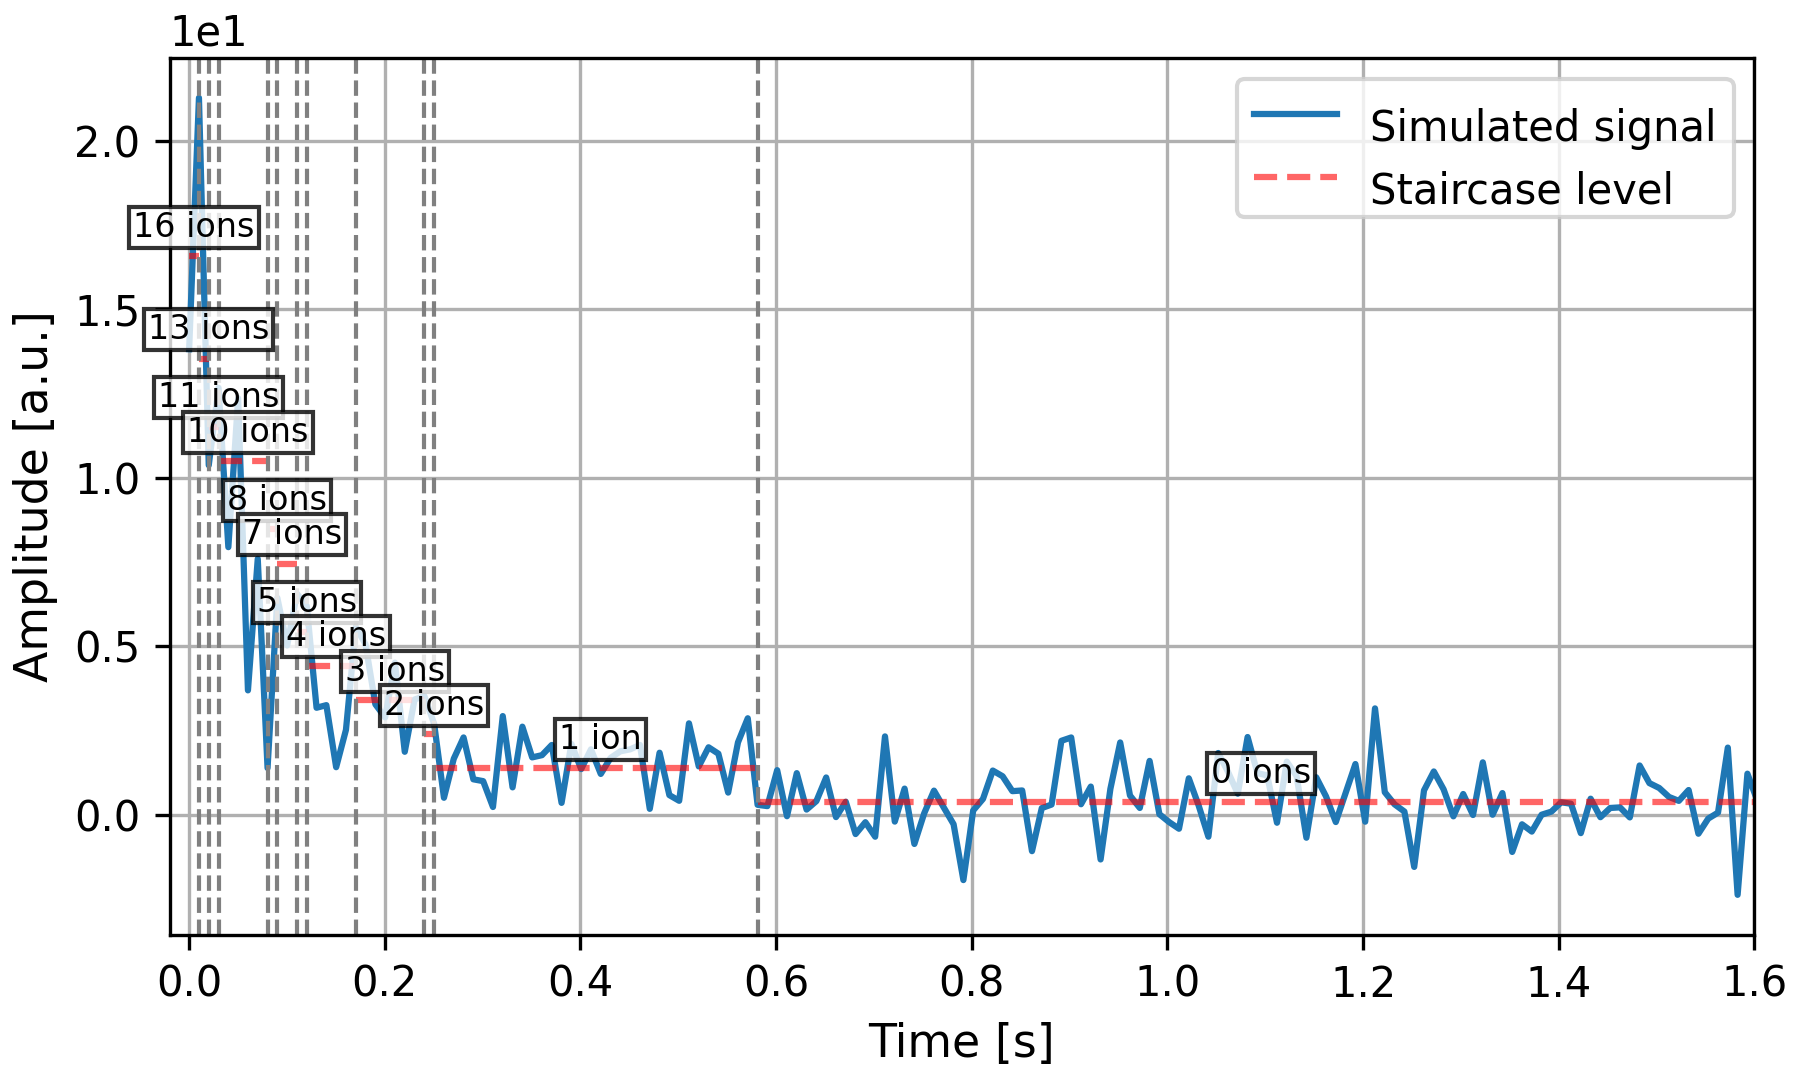 1e1
Simulated signal
Staircase level
16 ions
13 ions
11 ions
10 ions
8 ions
7 ions
5 ions
4 ions
3 ions
2 ions
1 ion
0 ions
2.0
1.5
1.0
0.5
0.0
Amplitude [a.u.]
0.0 0.2 0.4 0.6 0.8 1.0 1.2 1.4 1.6
Time [s]